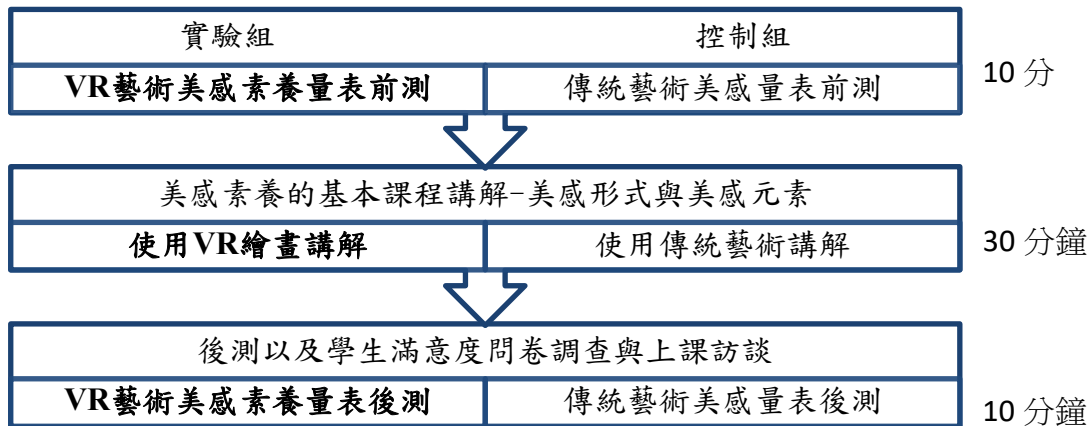 實驗組 控制組
VR藝術美感素養量表前測 傳統藝術美感量表前測 10 分
美感素養的基本課程講解-美感形式與美感元素
使用VR繪畫講解 使用傳統藝術講解 30 分鐘
後測以及學生滿意度問卷調查與上課訪談
VR藝術美感素養量表後測 傳統藝術美感量表後測 10 分鐘